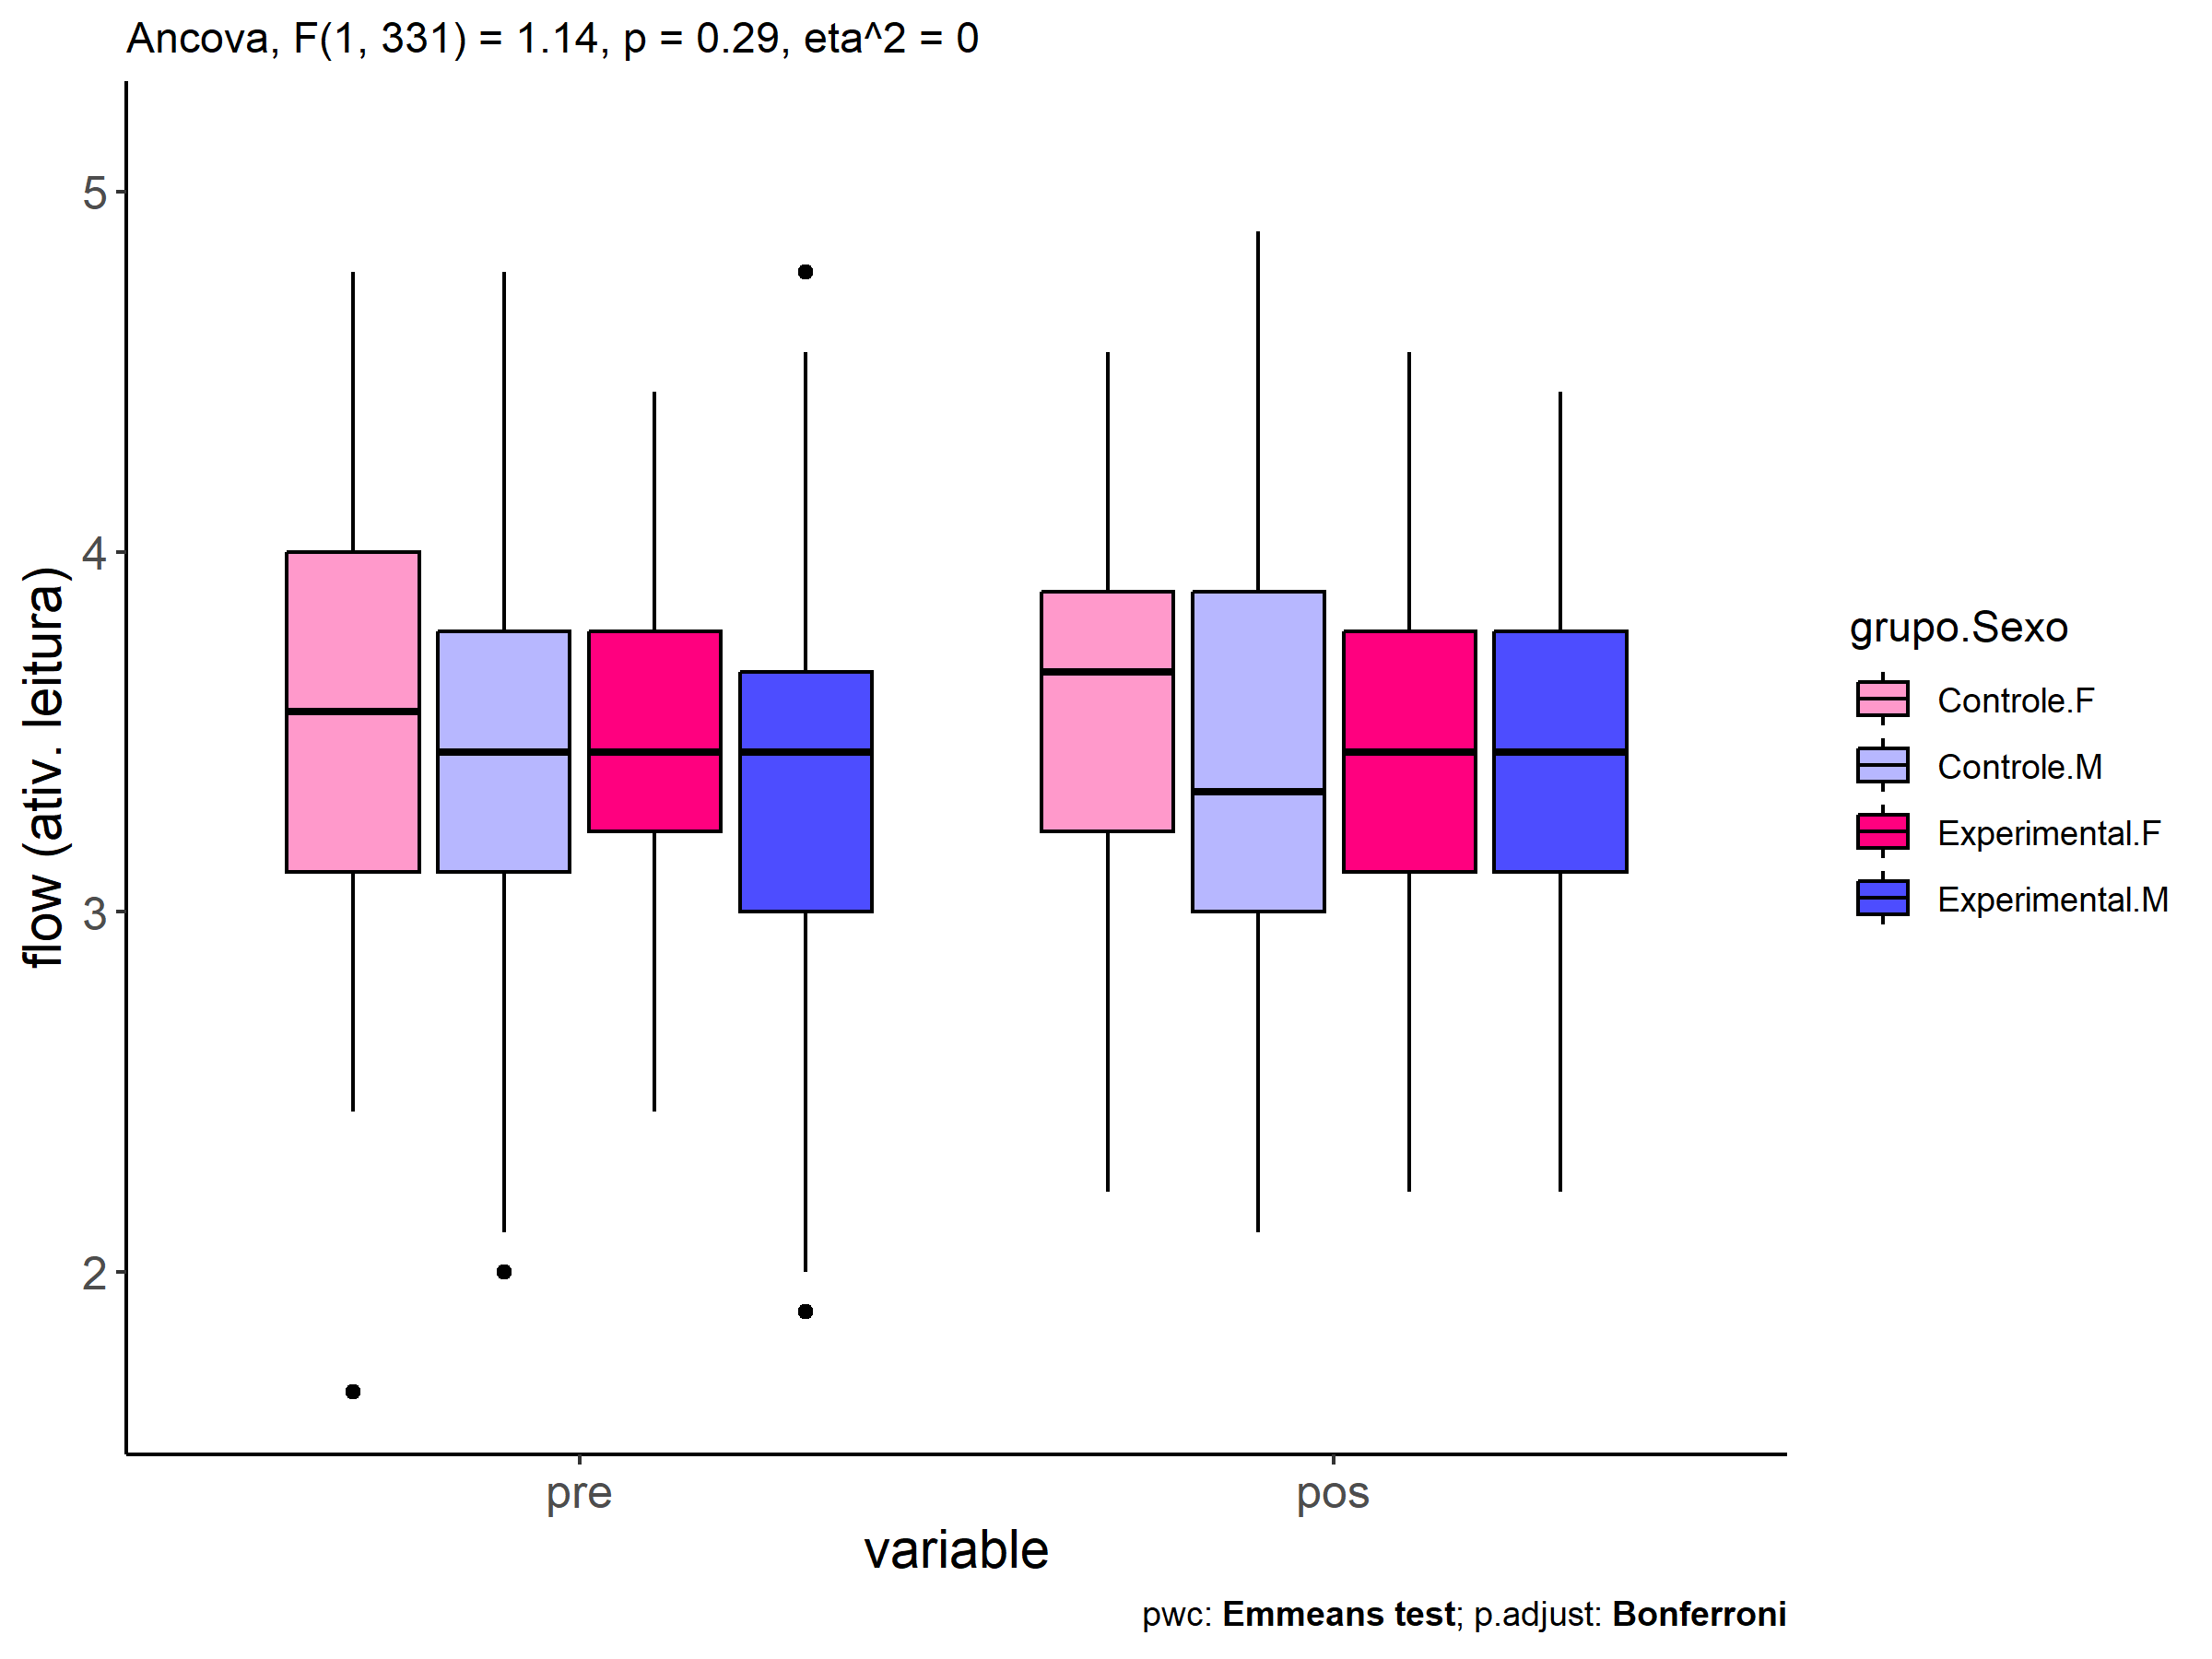 Ancova, F(1, 331) = 1.14, p = 0.29, eta^2 = 0
flow (ativ. leitura)
5
4
3
2
pre
pos
variable
grupo.Sexo
Controle.F
Controle.M
Experimental.F
Experimental.M
pwc: Emmeans test; p.adjust: Bonferroni